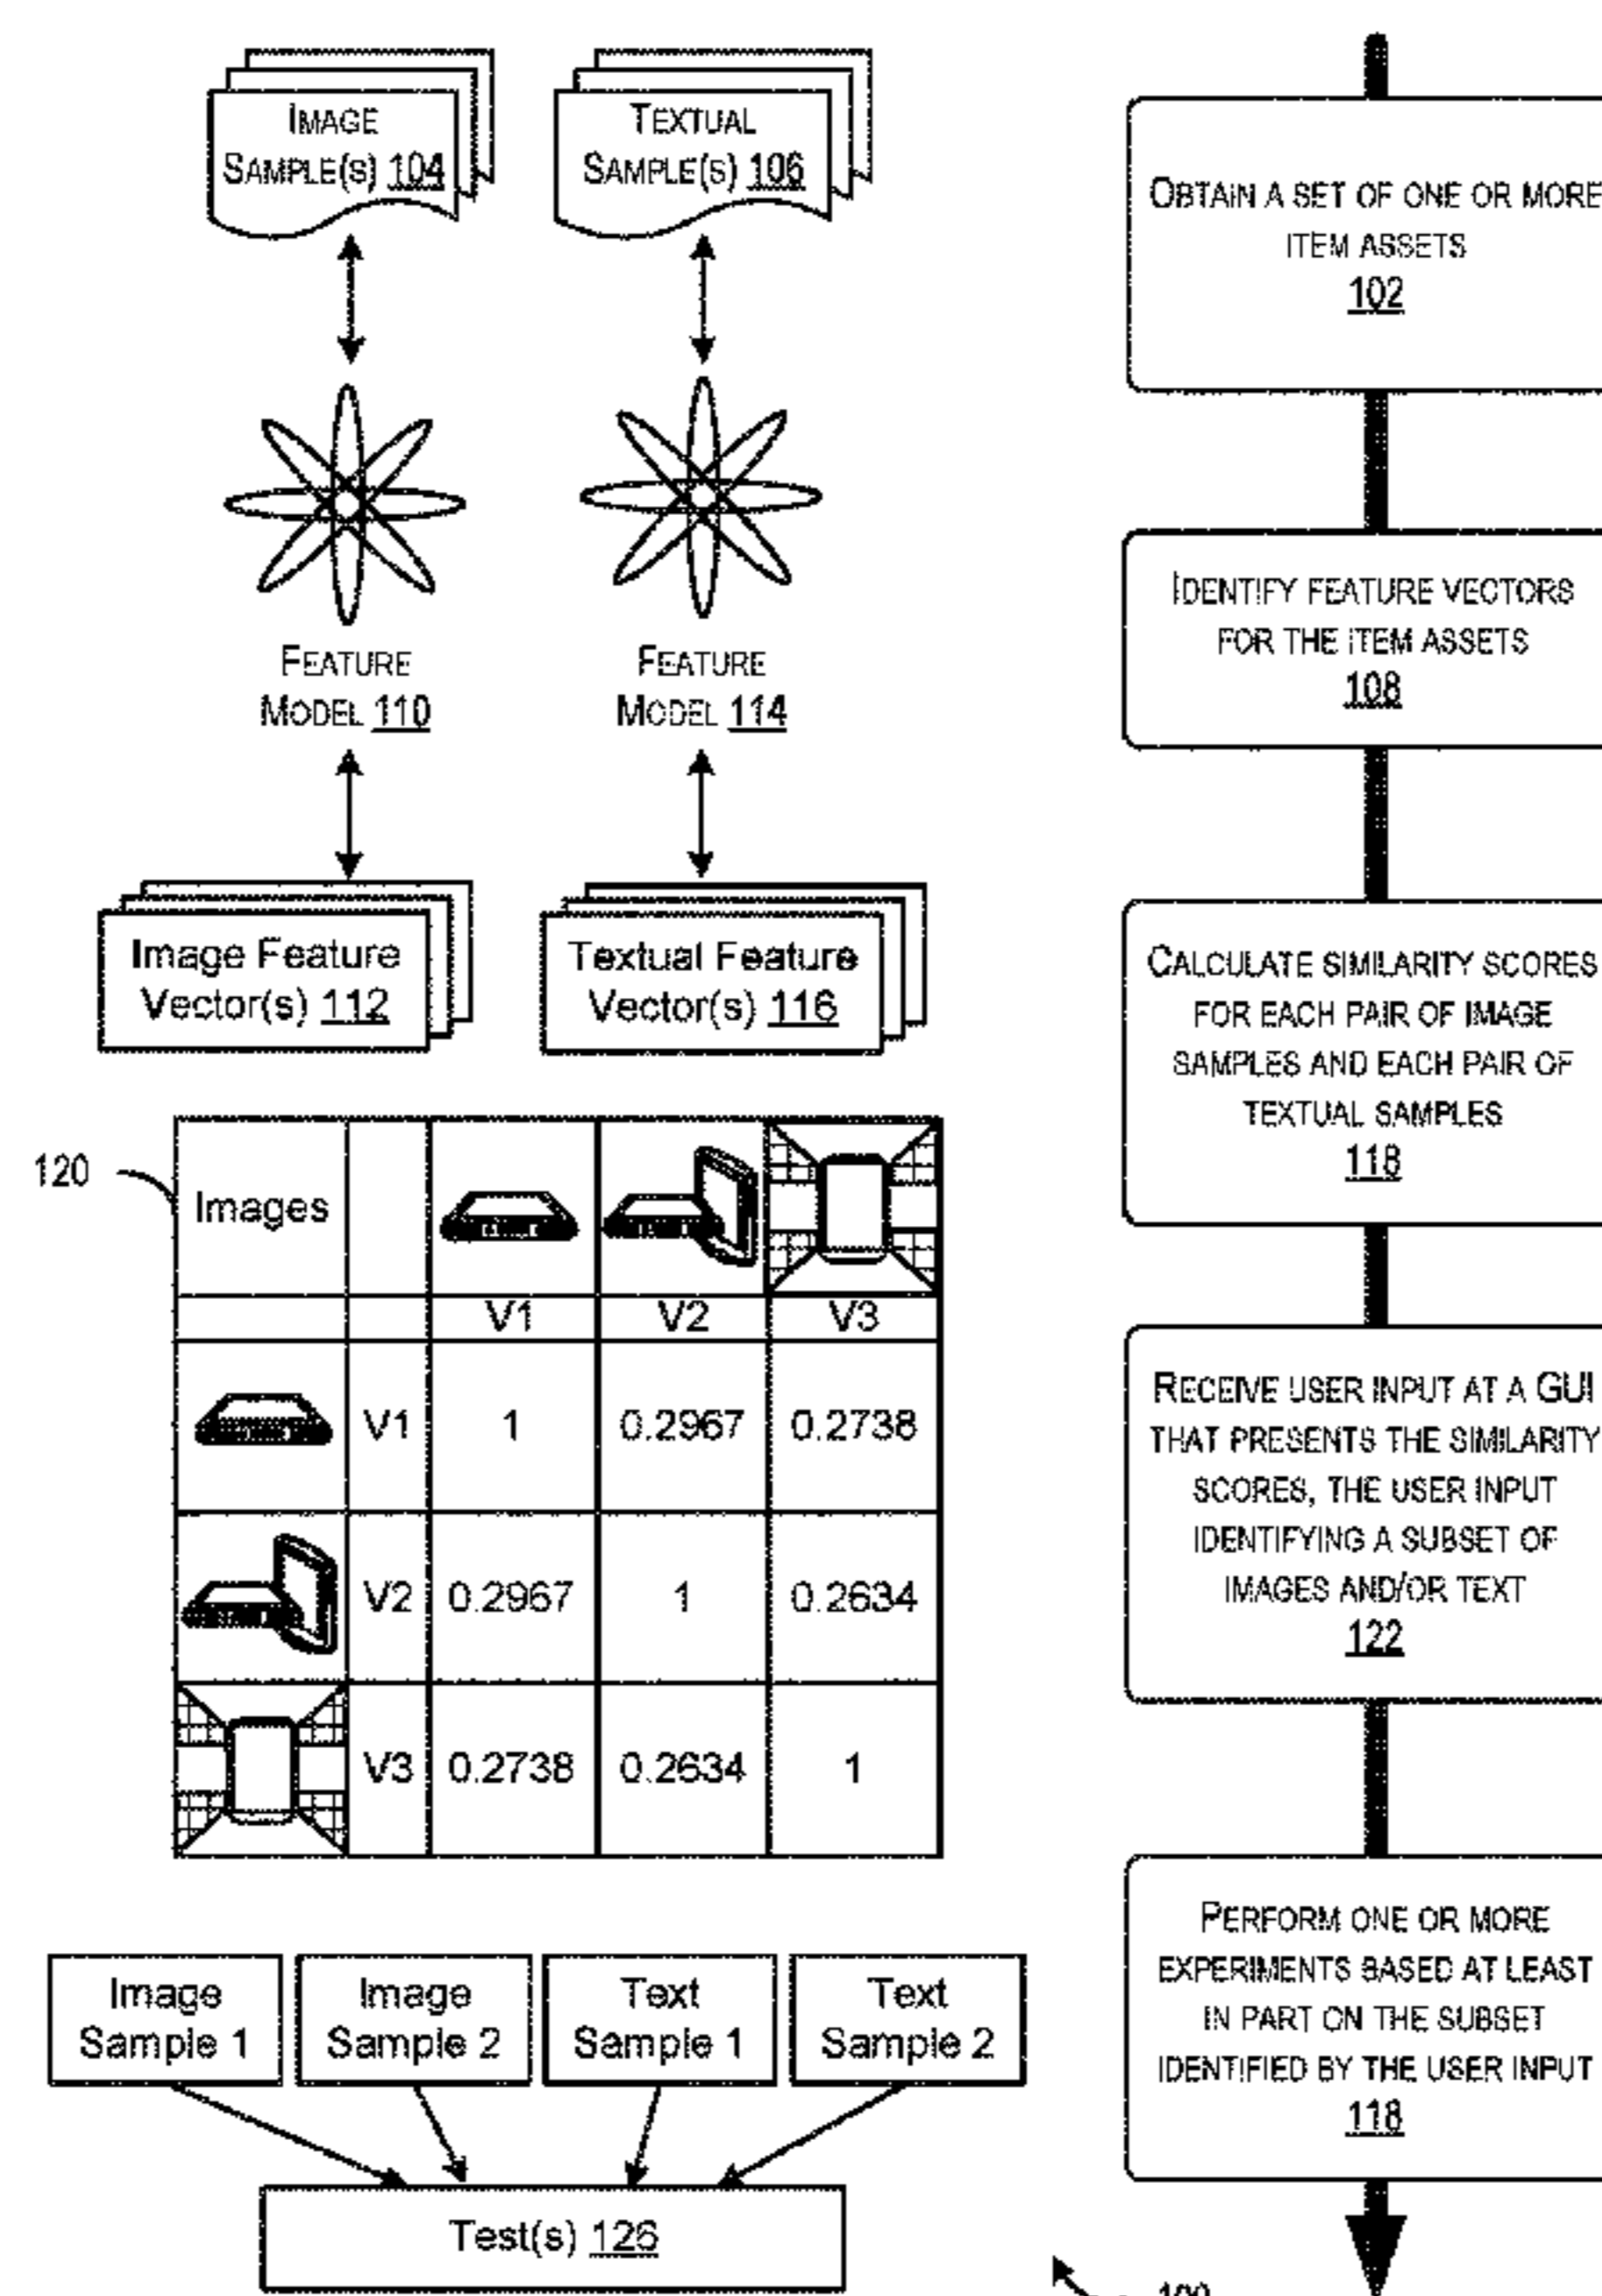 IMAGE
SAMPLE(S) 104
TEXTUAL
SAMPLE(S) 106
FEATURE
MODEL 110
FEATURE
MODEL 114
Image Feature
Vector(s) 112
Textual Feature
Vector(s) 116
120
Images
V1 V2 V3
V1 1 0.2967 0.2738
V2 0.2967 1 0.2634
V3 0.2738 0.2634 1
Image
Sample 1
Image
Sample 2
Text
Sample 1
Text
Sample 2
Test(s) 126
OBTAIN A SET OF ONE OR MORE
ITEM ASSETS
102
IDENTIFY FEATURE VECTORS
FOR THE ITEM ASSETS
108
CALCULATE SIMILARITY SCORES
FOR EACH PAIR OF IMAGE
SAMPLES AND EACH PAIR OF
TEXTUAL SAMPLES
118
RECEIVE USER INPUT AT A GUI
THAT PRESENTS THE SIMILARITY
SCORES, THE USER INPUT
IDENTIFYING A SUBSET OF
IMAGES AND/OR TEXT
122
PERFORM ONE OR MORE
EXPERIMENTS BASED AT LEAST
IN PART ON THE SUBSET
IDENTIFIED BY THE USER INPUT
118